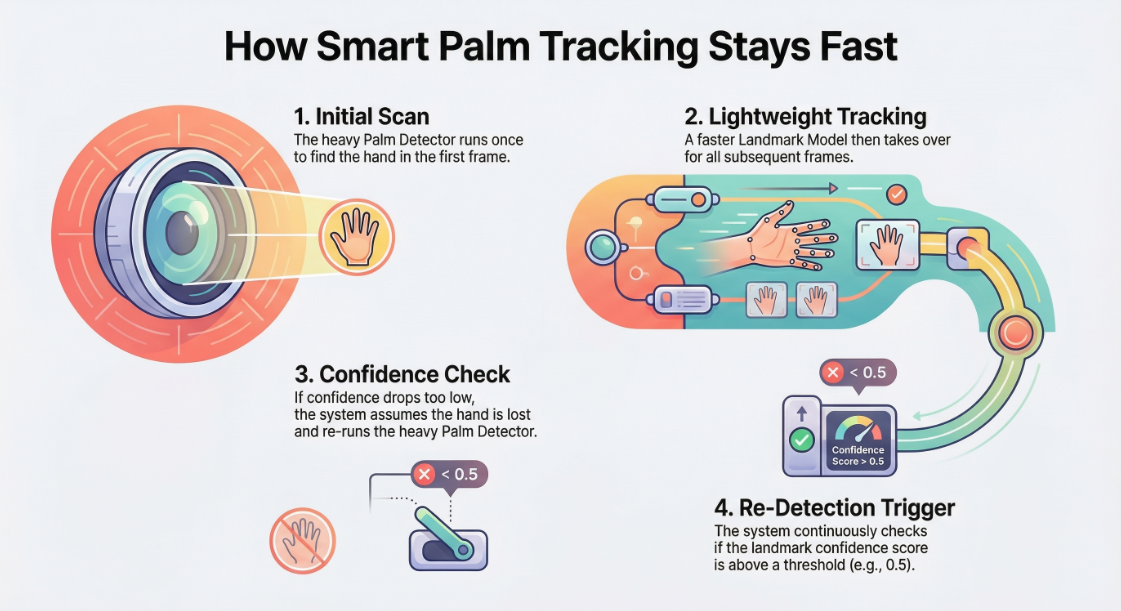 How Smart Palm Tracking Stays Fast
1. Initial Scan
The heavy Palm Detector runs once
to find the hand in the first frame.
2. Lightweight Tracking
A faster Landmark Model then takes over
for all subsequent frames.
3. Confidence Check
If confidence drops too low,
the system assumes the hand is lost
and re-runs the heavy Palm Detector.
< 0.5
< 0.5
Confidence
Score > 0.5
4. Re-Detection Trigger
The system continuously checks
if the landmark confidence score
is above a threshold (e.g., 0.5).